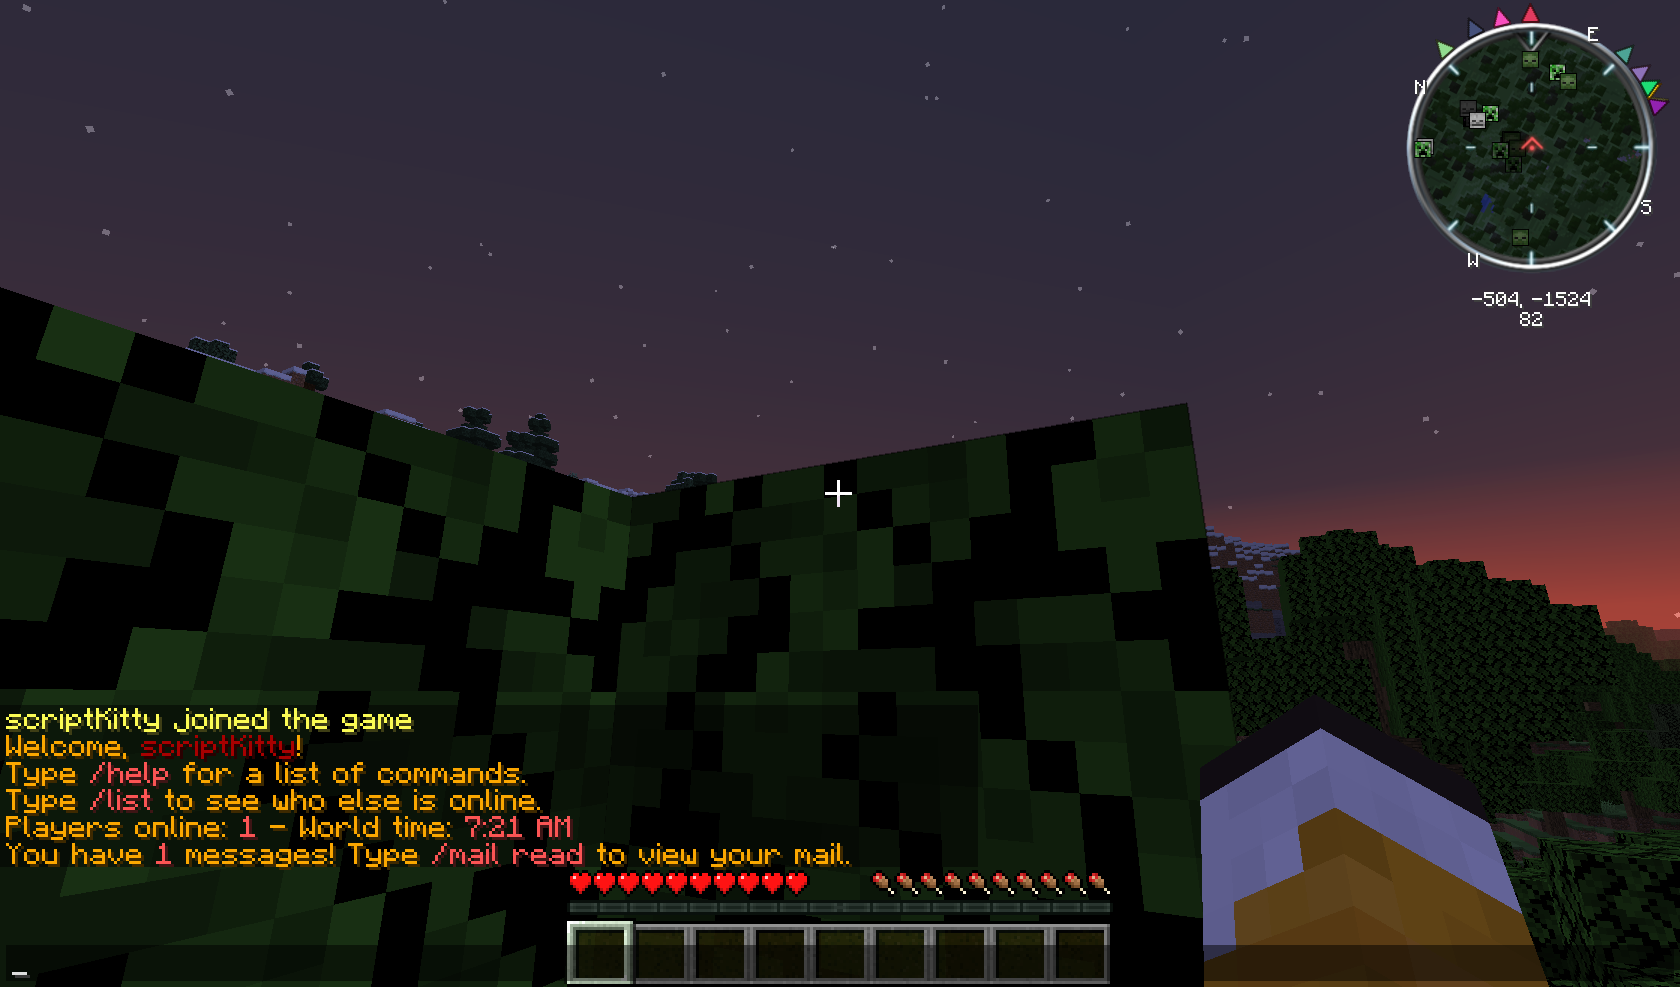 E
N
S
W
-504, -1524
82
scriptKitty joined the game
Welcome, scriptKitty!
Type /help for a list of commands.
Type /list to see who else is online.
Players online: 1 - World time: 7:21 AM
You have 1 messages! Type /mail read to view your mail.
_